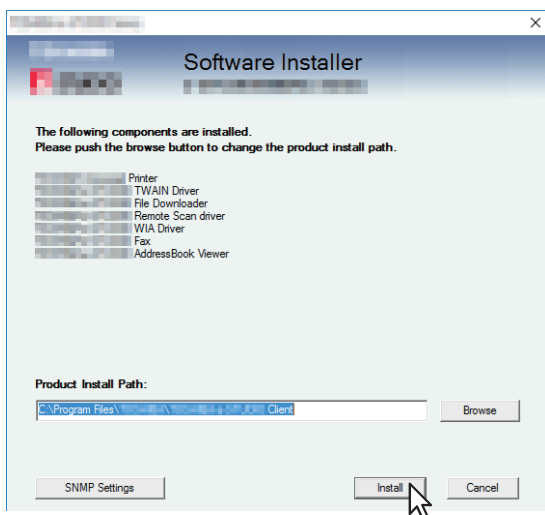 Software Installer
The following components are installed.
Please push the browse button to change the product install path.
Printer
TWAIN Driver
File Downloader
Remote Scan driver
WIA Driver
Fax
AddressBook Viewer
Product Install Path:
C:\Program Files\ \ Client
Browse
SNMP Settings
Install
Cancel